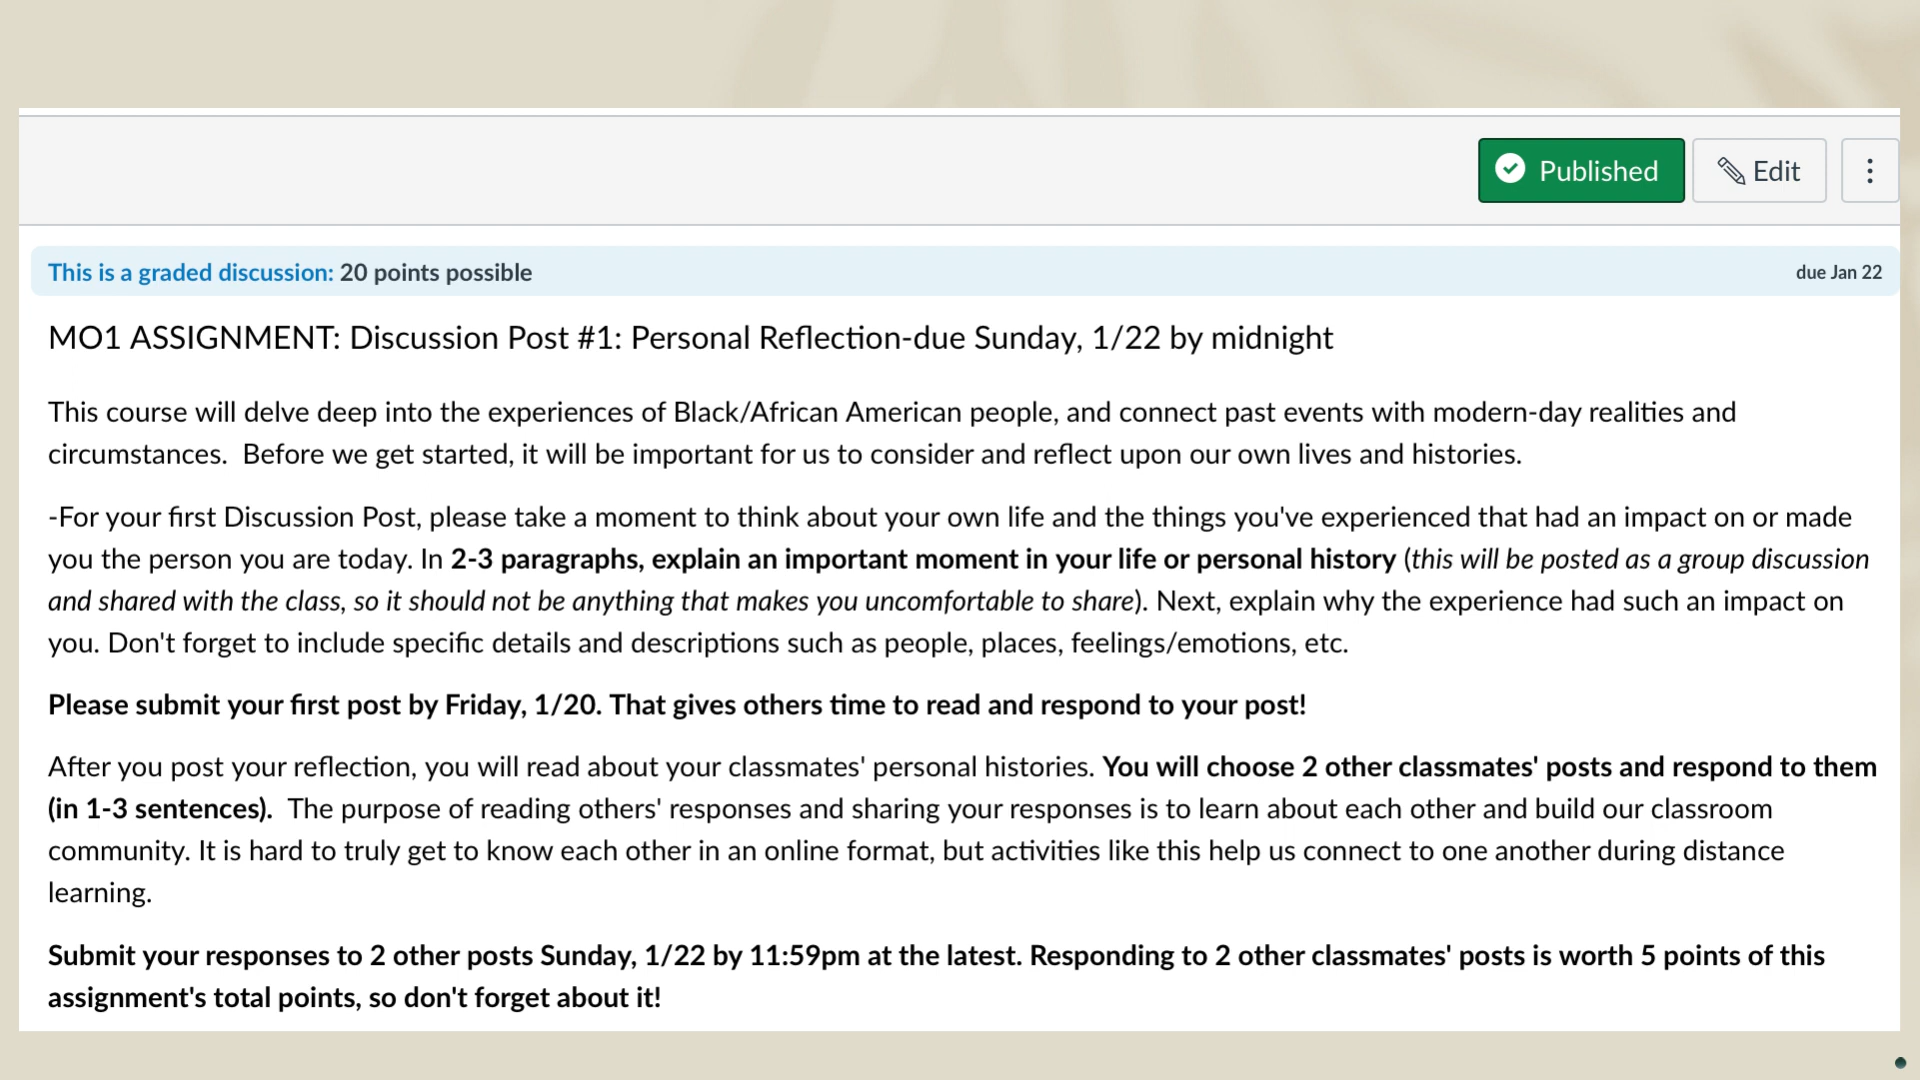 Published
Edit
This is a graded discussion: 20 points possible
due Jan 22
MO1 ASSIGNMENT: Discussion Post #1: Personal Reflection-due Sunday, 1/22 by midnight
This course will delve deep into the experiences of Black/African American people, and connect past events with modern-day realities and
circumstances.  Before we get started, it will be important for us to consider and reflect upon our own lives and histories.
-For your first Discussion Post, please take a moment to think about your own life and the things you've experienced that had an impact on or made
you the person you are today. In 2-3 paragraphs, explain an important moment in your life or personal history (this will be posted as a group discussion
and shared with the class, so it should not be anything that makes you uncomfortable to share). Next, explain why the experience had such an impact on
you. Don't forget to include specific details and descriptions such as people, places, feelings/emotions, etc.
Please submit your first post by Friday, 1/20. That gives others time to read and respond to your post!
After you post your reflection, you will read about your classmates' personal histories. You will choose 2 other classmates' posts and respond to them
(in 1-3 sentences).  The purpose of reading others' responses and sharing your responses is to learn about each other and build our classroom
community. It is hard to truly get to know each other in an online format, but activities like this help us connect to one another during distance
learning.
Submit your responses to 2 other posts Sunday, 1/22 by 11:59pm at the latest. Responding to 2 other classmates' posts is worth 5 points of this
assignment's total points, so don't forget about it!